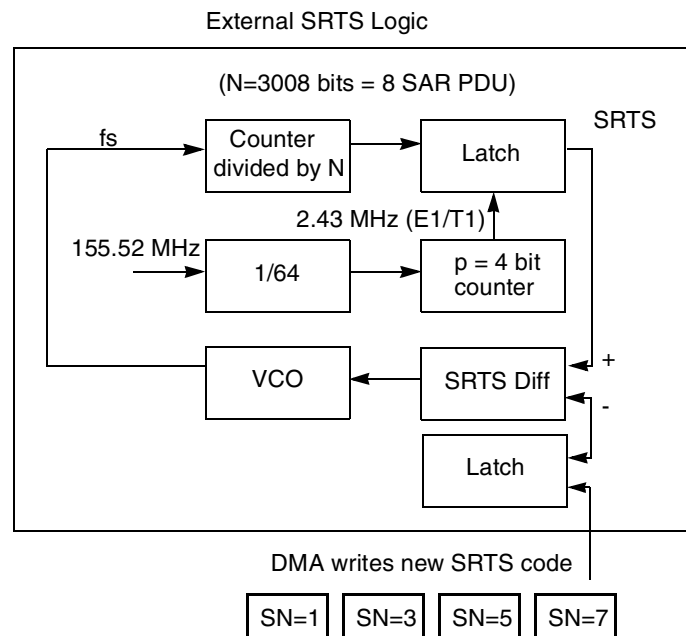 External SRTS Logic
(N=3008 bits = 8 SAR PDU)
fs
Counter
divided by N
Latch
SRTS
2.43 MHz (E1/T1)
155.52 MHz
1/64
p = 4 bit
counter
VCO
SRTS Diff
+
-
Latch
DMA writes new SRTS code
SN=1
SN=3
SN=5
SN=7